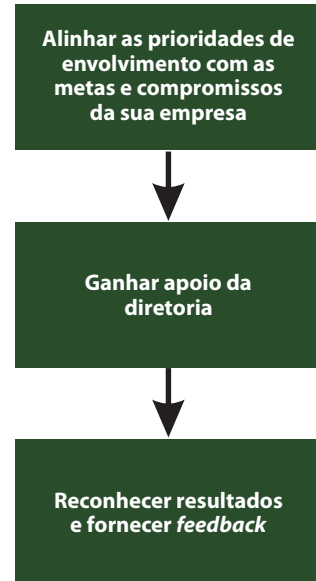 Alinhar as prioridades de
envolvimento com as
metas e compromissos
da sua empresa
Ganhar apoio da
diretoria
Reconhecer resultados
e fornecer feedback